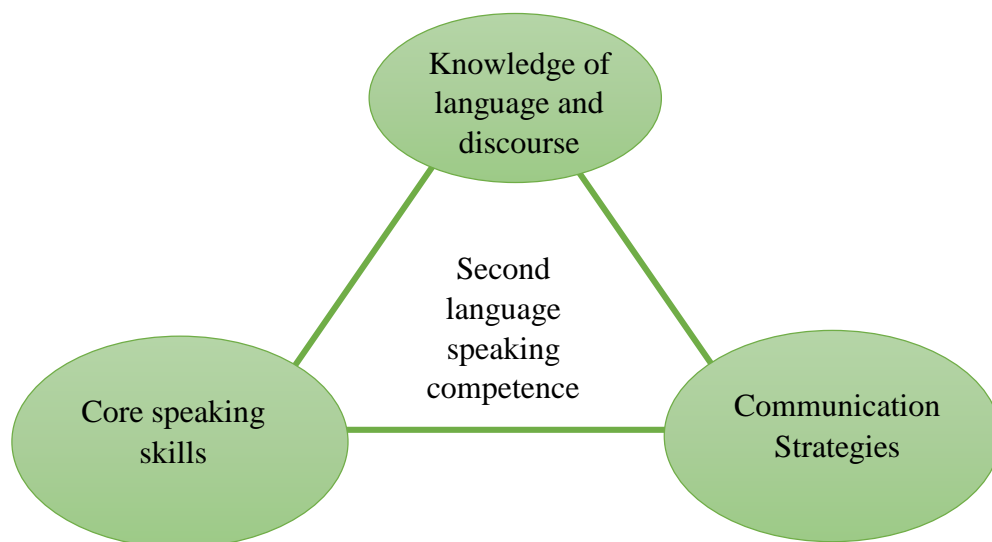 Knowledge of
language and
discourse
Second
language
speaking
competence
Core speaking
skills
Communication
Strategies